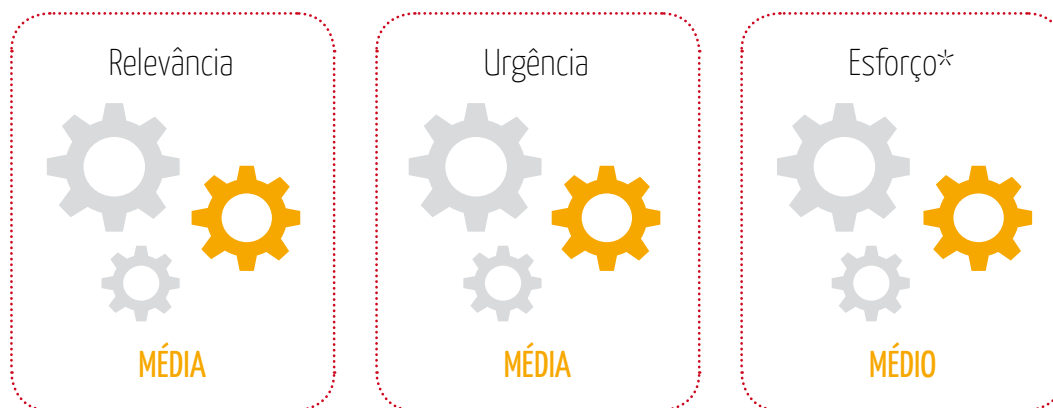 Relevância
Urgência
Esforço*
MÉDIA
MÉDIA
MÉDIO